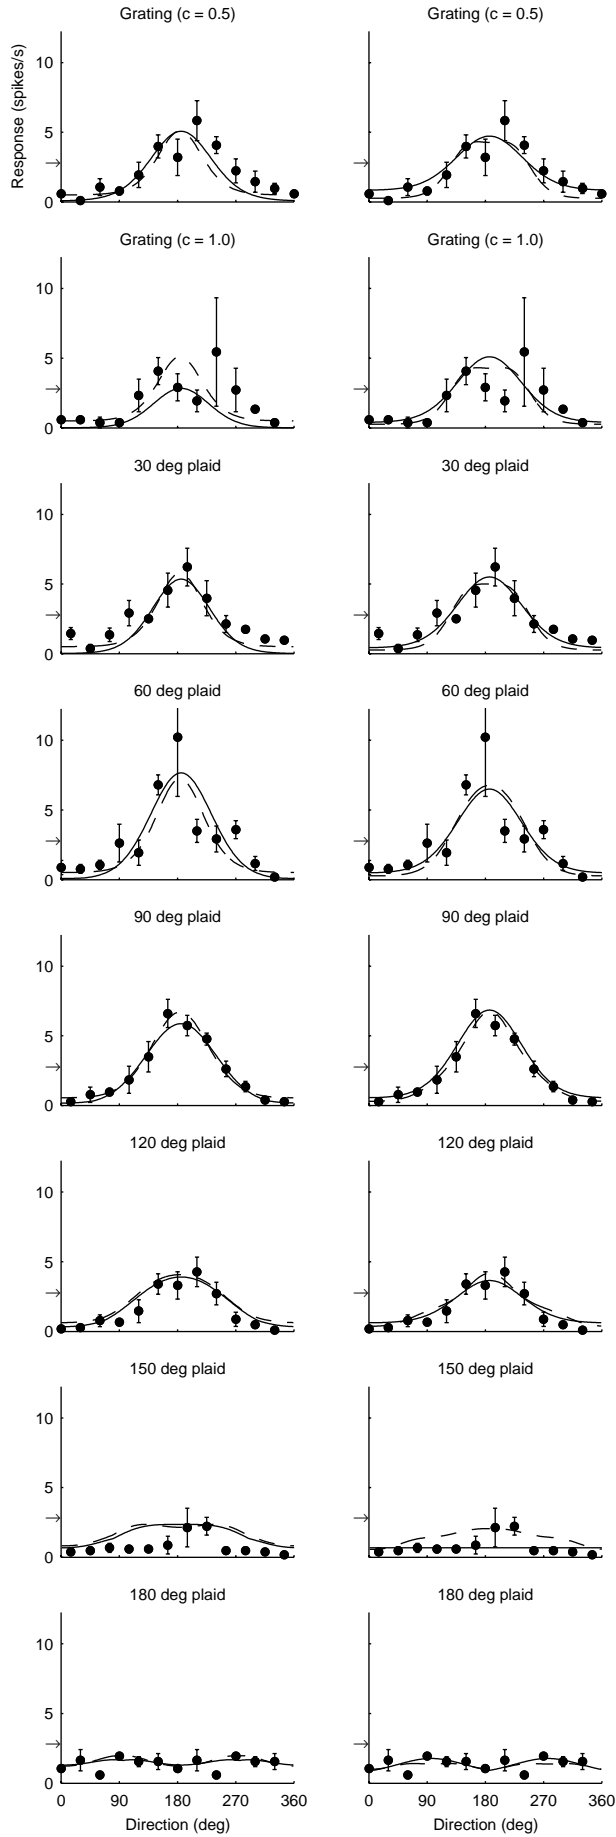 Grating (c = 0.5) Grating (c = 0.5)
Response (spikes/s)
10
5
0
Grating (c = 1.0) Grating (c = 1.0)
10
5
0
30 deg plaid 30 deg plaid
10
5
0
60 deg plaid 60 deg plaid
10
5
0
90 deg plaid 90 deg plaid
10
5
0
120 deg plaid 120 deg plaid
10
5
0
150 deg plaid 150 deg plaid
10
5
0
180 deg plaid 180 deg plaid
10
5
0
0 90 180 270 360 0 90 180 270 360
Direction (deg) Direction (deg)